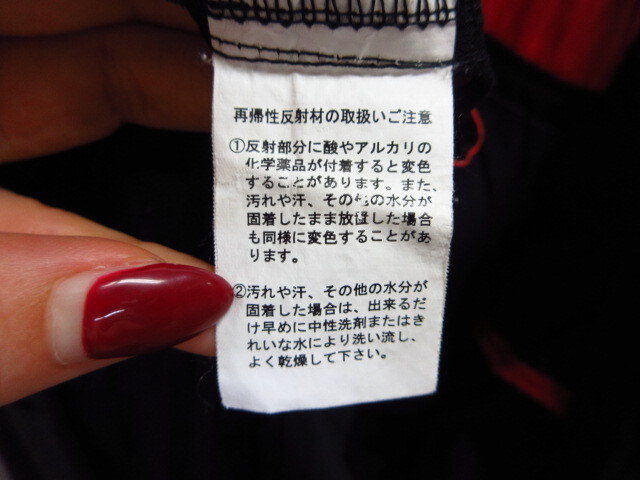 再帰性反射材の取扱いご注意
①反射部分に酸やアルカリの
化学薬品が付着すると変色
することがあります。また、
汚れや汗、その他の水分が
固着したまま放置した場合
も同様に変色することがあ
ります。
②汚れや汗、その他の水分が
固着した場合は、出来るだ
け早めに中性洗剤またはき
れいな水により洗い流し、
よく乾燥して下さい。